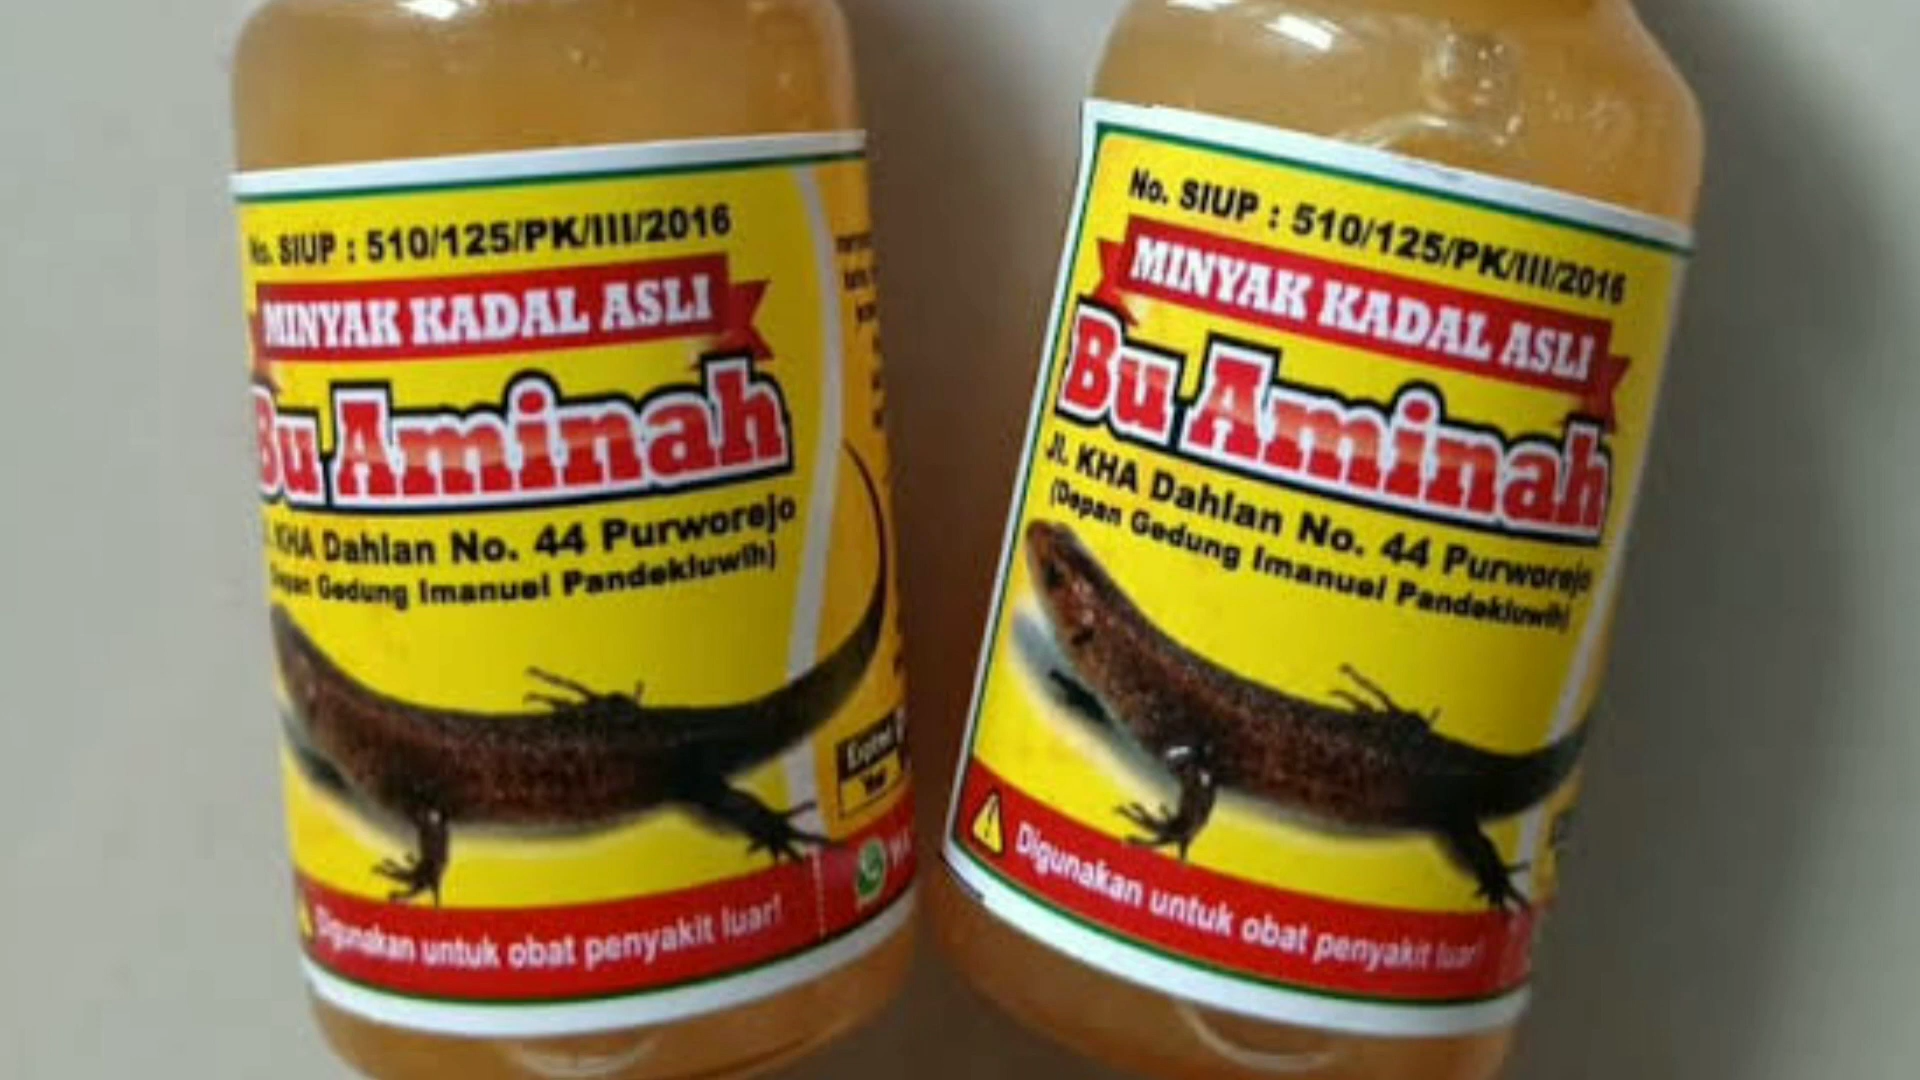 No. SIUP : 510/125/PK/III/2016
MINYAK KADAL ASLI
Bu Aminah
KHA Dahlan No. 44 Purworejo
Depan Gedung Imanuel Pandekluwih)
Digunakan untuk obat penyakit luar!
Expired
No. SIUP : 510/125/PK/III/2016
MINYAK KADAL ASLI
Bu Aminah
Jl. KHA Dahlan No. 44 Purworejo
(Depan Gedung Imanuel Pandekluwih)
Digunakan untuk obat penyakit luar!